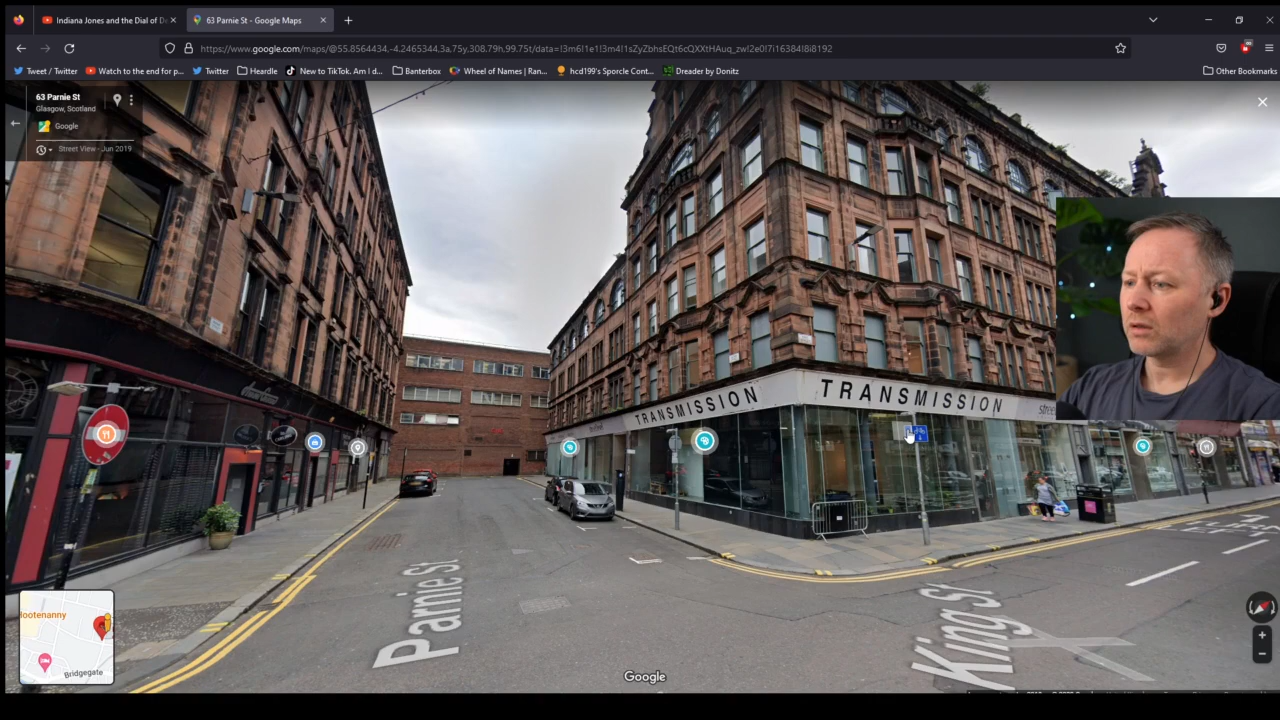 Indiana Jones and the Dial of De
63 Parnie St - Google Maps
https://www.google.com/maps/@55.8564434,-4.2465344,3a,75y,308.79h,99.75t/data=!3m6!1e1!3m4!1sZyZbhsEQt6cQXXtHAuq_zw!2e0!7i16384!8i8192
Tweet / Twitter
Watch to the end for p...
Twitter
Heardle
New to TikTok. Am I d...
Banterbox
Wheel of Names | Ran...
hcd199's Sporcle Cont...
Dreader by Donitz
Other Bookmarks
63 Parnie St
Glasgow, Scotland
Google
Street View - Jun 2019
TRANSMISSION
TRANSMISSION
Parnie St
King St
lootenanny
Bridgegate
Google